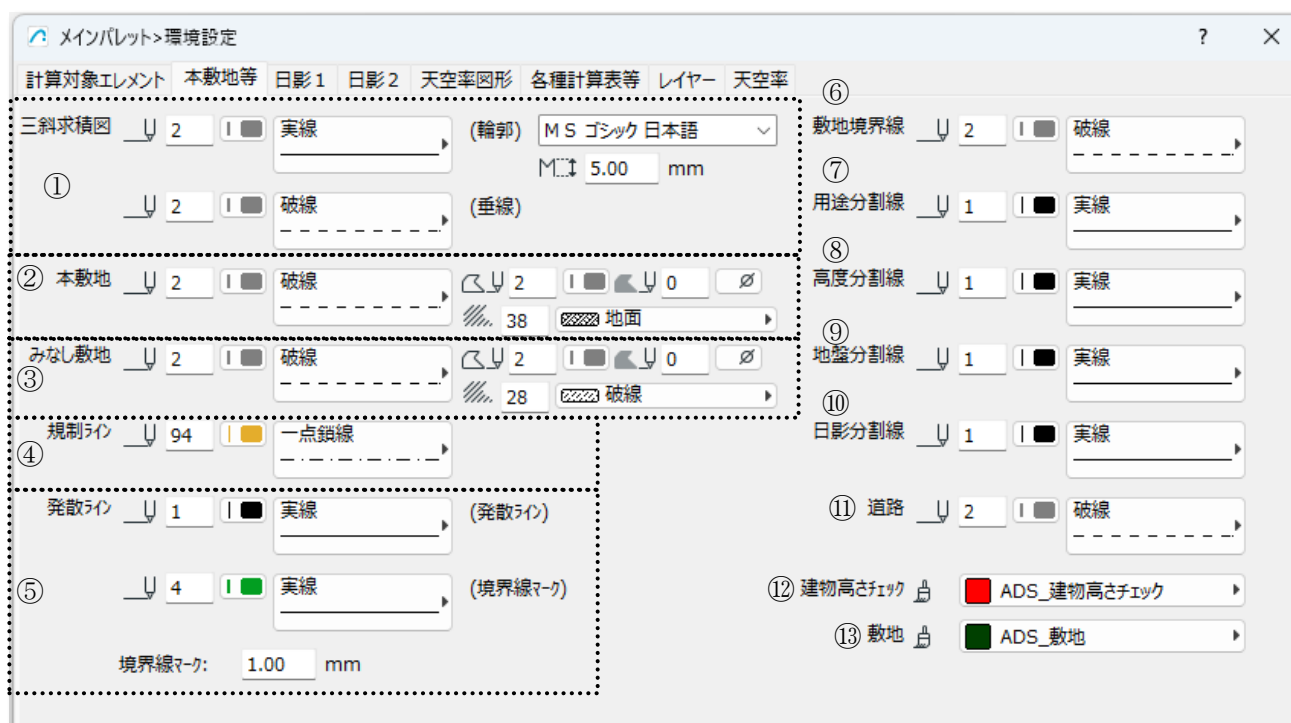 メインパレット>環境設定 ? ×
計算対象エレメント 本敷地等 日影1 日影2 天空率図形 各種計算表等 レイヤー 天空率
①
三斜求積図 2 実線 (輪郭) MS ゴシック 日本語
5.00 mm
2 破線 (垂線)
② 本敷地 2 破線 2 0
38 地面
③ みなし敷地 2 破線 2 0
28 破線
④ 規制ライン 94 一点鎖線
⑤ 発散ライン 1 実線 (発散ライン)
4 実線 (境界線マーク)
境界線マーク: 1.00 mm
⑥
敷地境界線 2 破線
⑦
用途分割線 1 実線
⑧
高度分割線 1 実線
⑨
地盤分割線 1 実線
⑩
日影分割線 1 実線
⑪ 道路 2 破線
⑫ 建物高さチェック ADS_建物高さチェック
⑬ 敷地 ADS_敷地